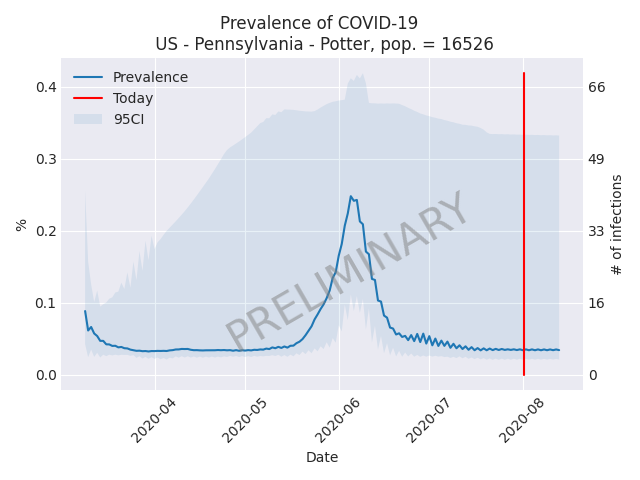 Prevalence of COVID-19
US - Pennsylvania - Potter, pop. = 16526
Prevalence
Today
95CI
PRELIMINARY
%
0.4
0.3
0.2
0.1
0.0
66
49
33
16
0
# of infections
2020-04
2020-05
2020-06
2020-07
2020-08
Date